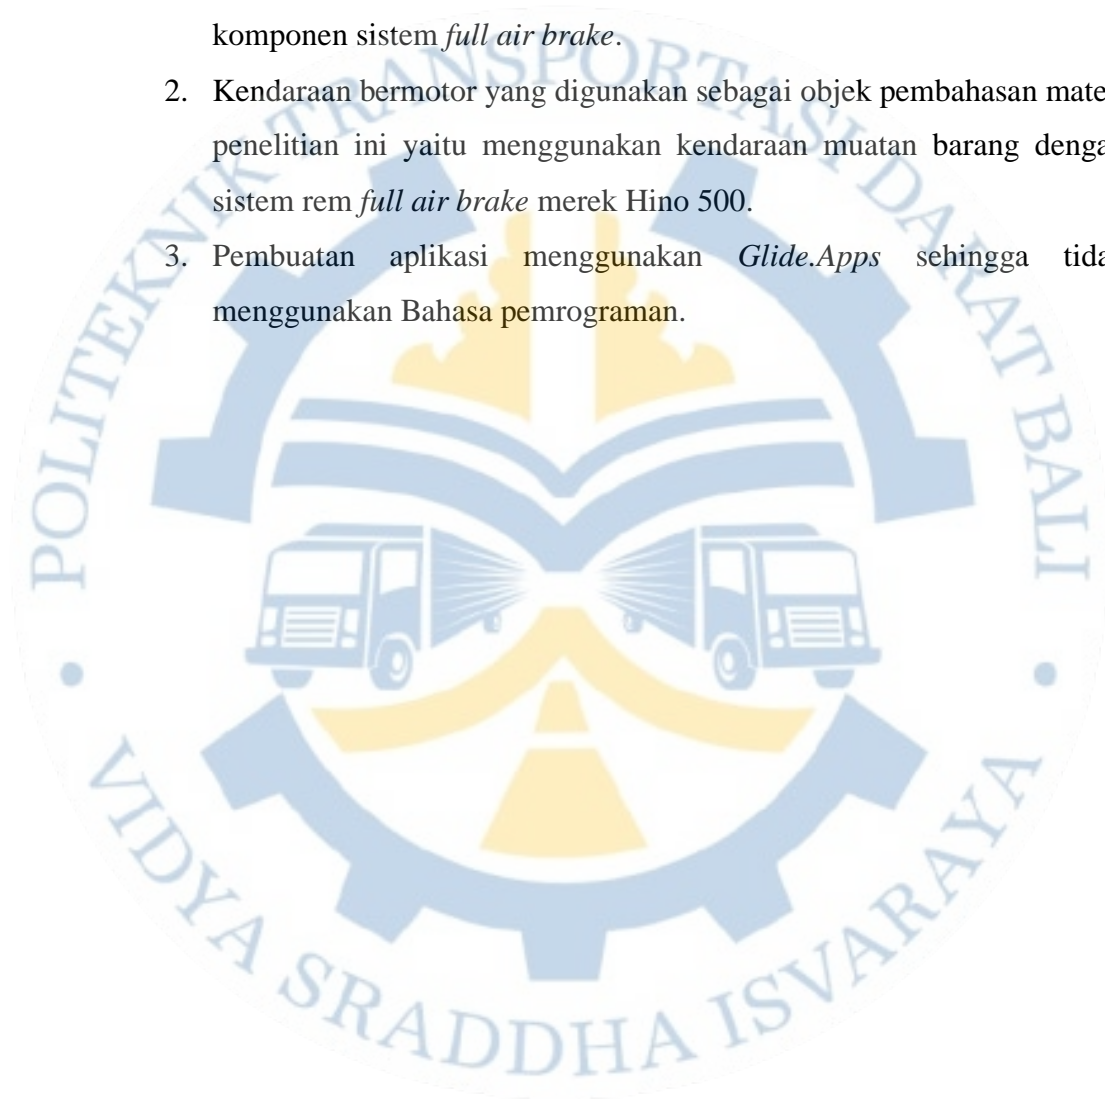 komponen sistem full air brake.
2. Kendaraan bermotor yang digunakan sebagai objek pembahasan mate
penelitian ini yaitu menggunakan kendaraan muatan barang denga
sistem rem full air brake merek Hino 500.
3. Pembuatan aplikasi menggunakan Glide.Apps sehingga tida
menggunakan Bahasa pemrograman.
POLITEKNIK TRANSPORTASI DARAT BALI
• VIDYA SRADDHA ISVARAYA •